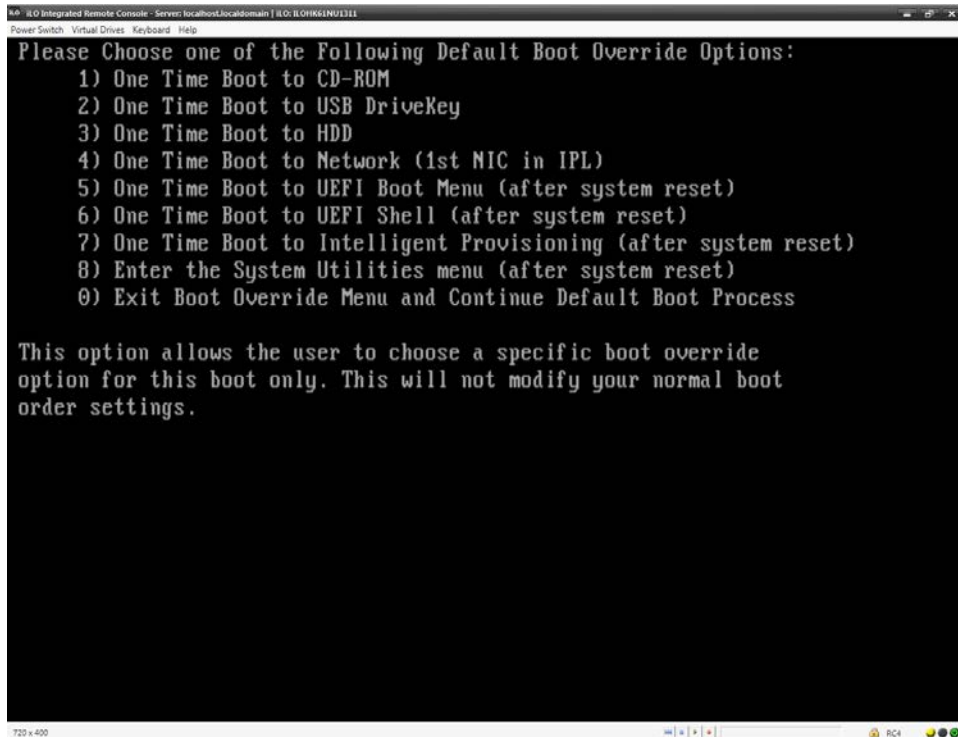 iLO Integrated Remote Console - Server: localhost.localdomain | iLO: ILOHK61NU1311
Power Switch Virtual Drives Keyboard Help
Please Choose one of the Following Default Boot Override Options:
1) One Time Boot to CD-ROM
2) One Time Boot to USB DriveKey
3) One Time Boot to HDD
4) One Time Boot to Network (1st NIC in IPL)
5) One Time Boot to UEFI Boot Menu (after system reset)
6) One Time Boot to UEFI Shell (after system reset)
7) One Time Boot to Intelligent Provisioning (after system reset)
8) Enter the System Utilities menu (after system reset)
0) Exit Boot Override Menu and Continue Default Boot Process
This option allows the user to choose a specific boot override
option for this boot only. This will not modify your normal boot
order settings.
720 x 400
RC4